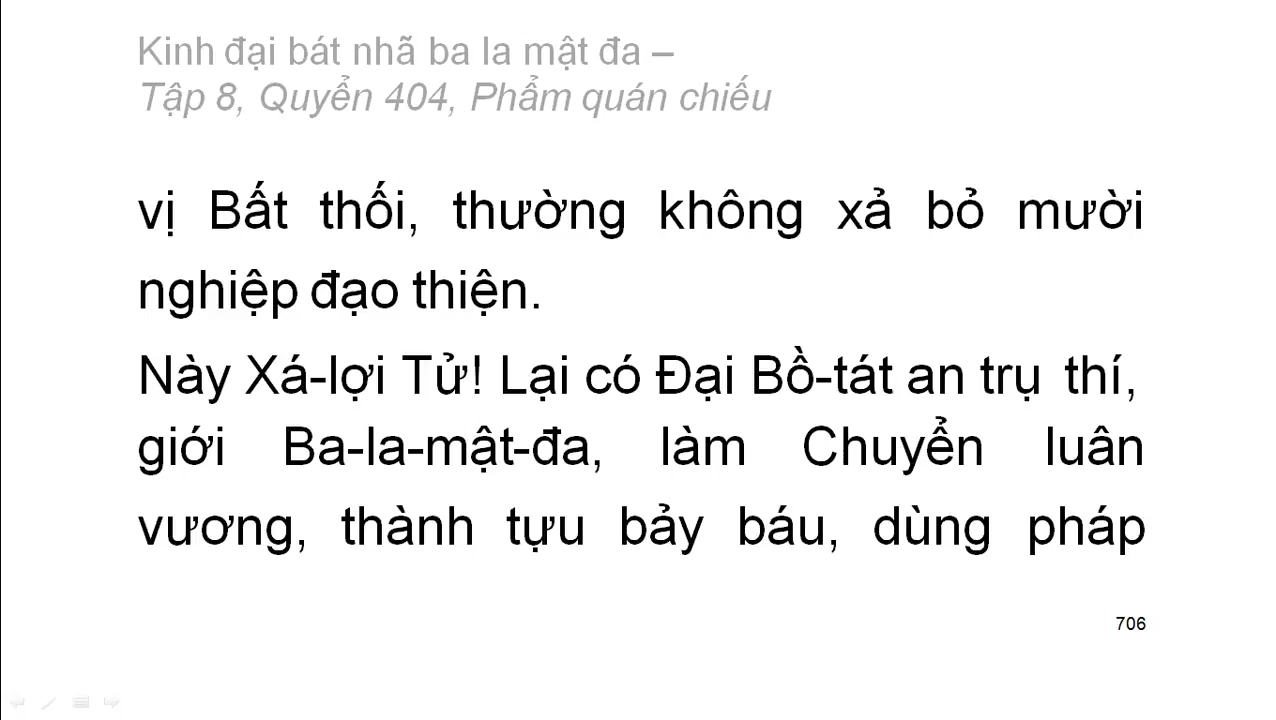 Kinh đại bát nhã ba la mật đa –
Tập 8, Quyển 404, Phẩm quán chiếu
vị Bất thối, thường không xả bỏ mười
nghiệp đạo thiện.
Này Xá-lợi Tử! Lại có Đại Bồ-tát an trụ thí,
giới Ba-la-mật-đa, làm Chuyển luân
vương, thành tựu bảy báu, dùng pháp
706